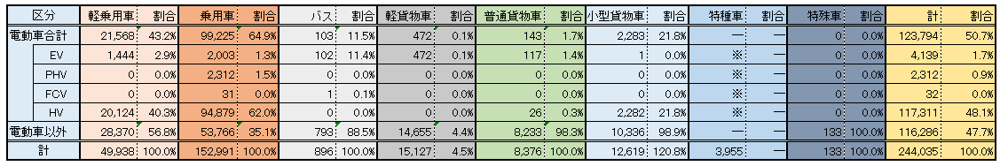 区分 軽乗用車 割合 乗用車 割合 バス 割合 軽貨物車 割合 普通貨物車 割合 小型貨物車 割合 特種車 割合 特殊車 割合 計 割合
電動車合計 21,568 43.2% 99,225 64.9% 103 11.5% 472 0.1% 143 1.7% 2,283 21.8% ― ― 0 0.0% 123,794 50.7%
EV 1,444 2.9% 2,003 1.3% 102 11.4% 472 0.1% 117 1.4% 1 0.0% ※ ― 0 0.0% 4,139 1.7%
PHV 0 0.0% 2,312 1.5% 0 0.0% 0 0.0% 0 0.0% 0 0.0% ※ ― 0 0.0% 2,312 0.9%
FCV 0 0.0% 31 0.0% 1 0.1% 0 0.0% 0 0.0% 0 0.0% ※ ― 0 0.0% 32 0.0%
HV 20,124 40.3% 94,879 62.0% 0 0.0% 0 0.0% 26 0.3% 2,282 21.8% ※ ― 0 0.0% 117,311 48.1%
電動車以外 28,370 56.8% 53,766 35.1% 793 88.5% 14,655 4.4% 8,233 98.3% 10,336 98.9% ― ― 133 100.0% 116,286 47.7%
計 49,938 100.0% 152,991 100.0% 896 100.0% 15,127 4.5% 8,376 100.0% 12,619 120.8% 3,955 ― 133 100.0% 244,035 100.0%